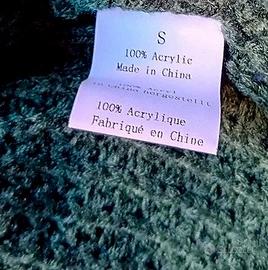 S
100% Acrylic
Made in China
100% Acrylique
Fabriqué en Chine